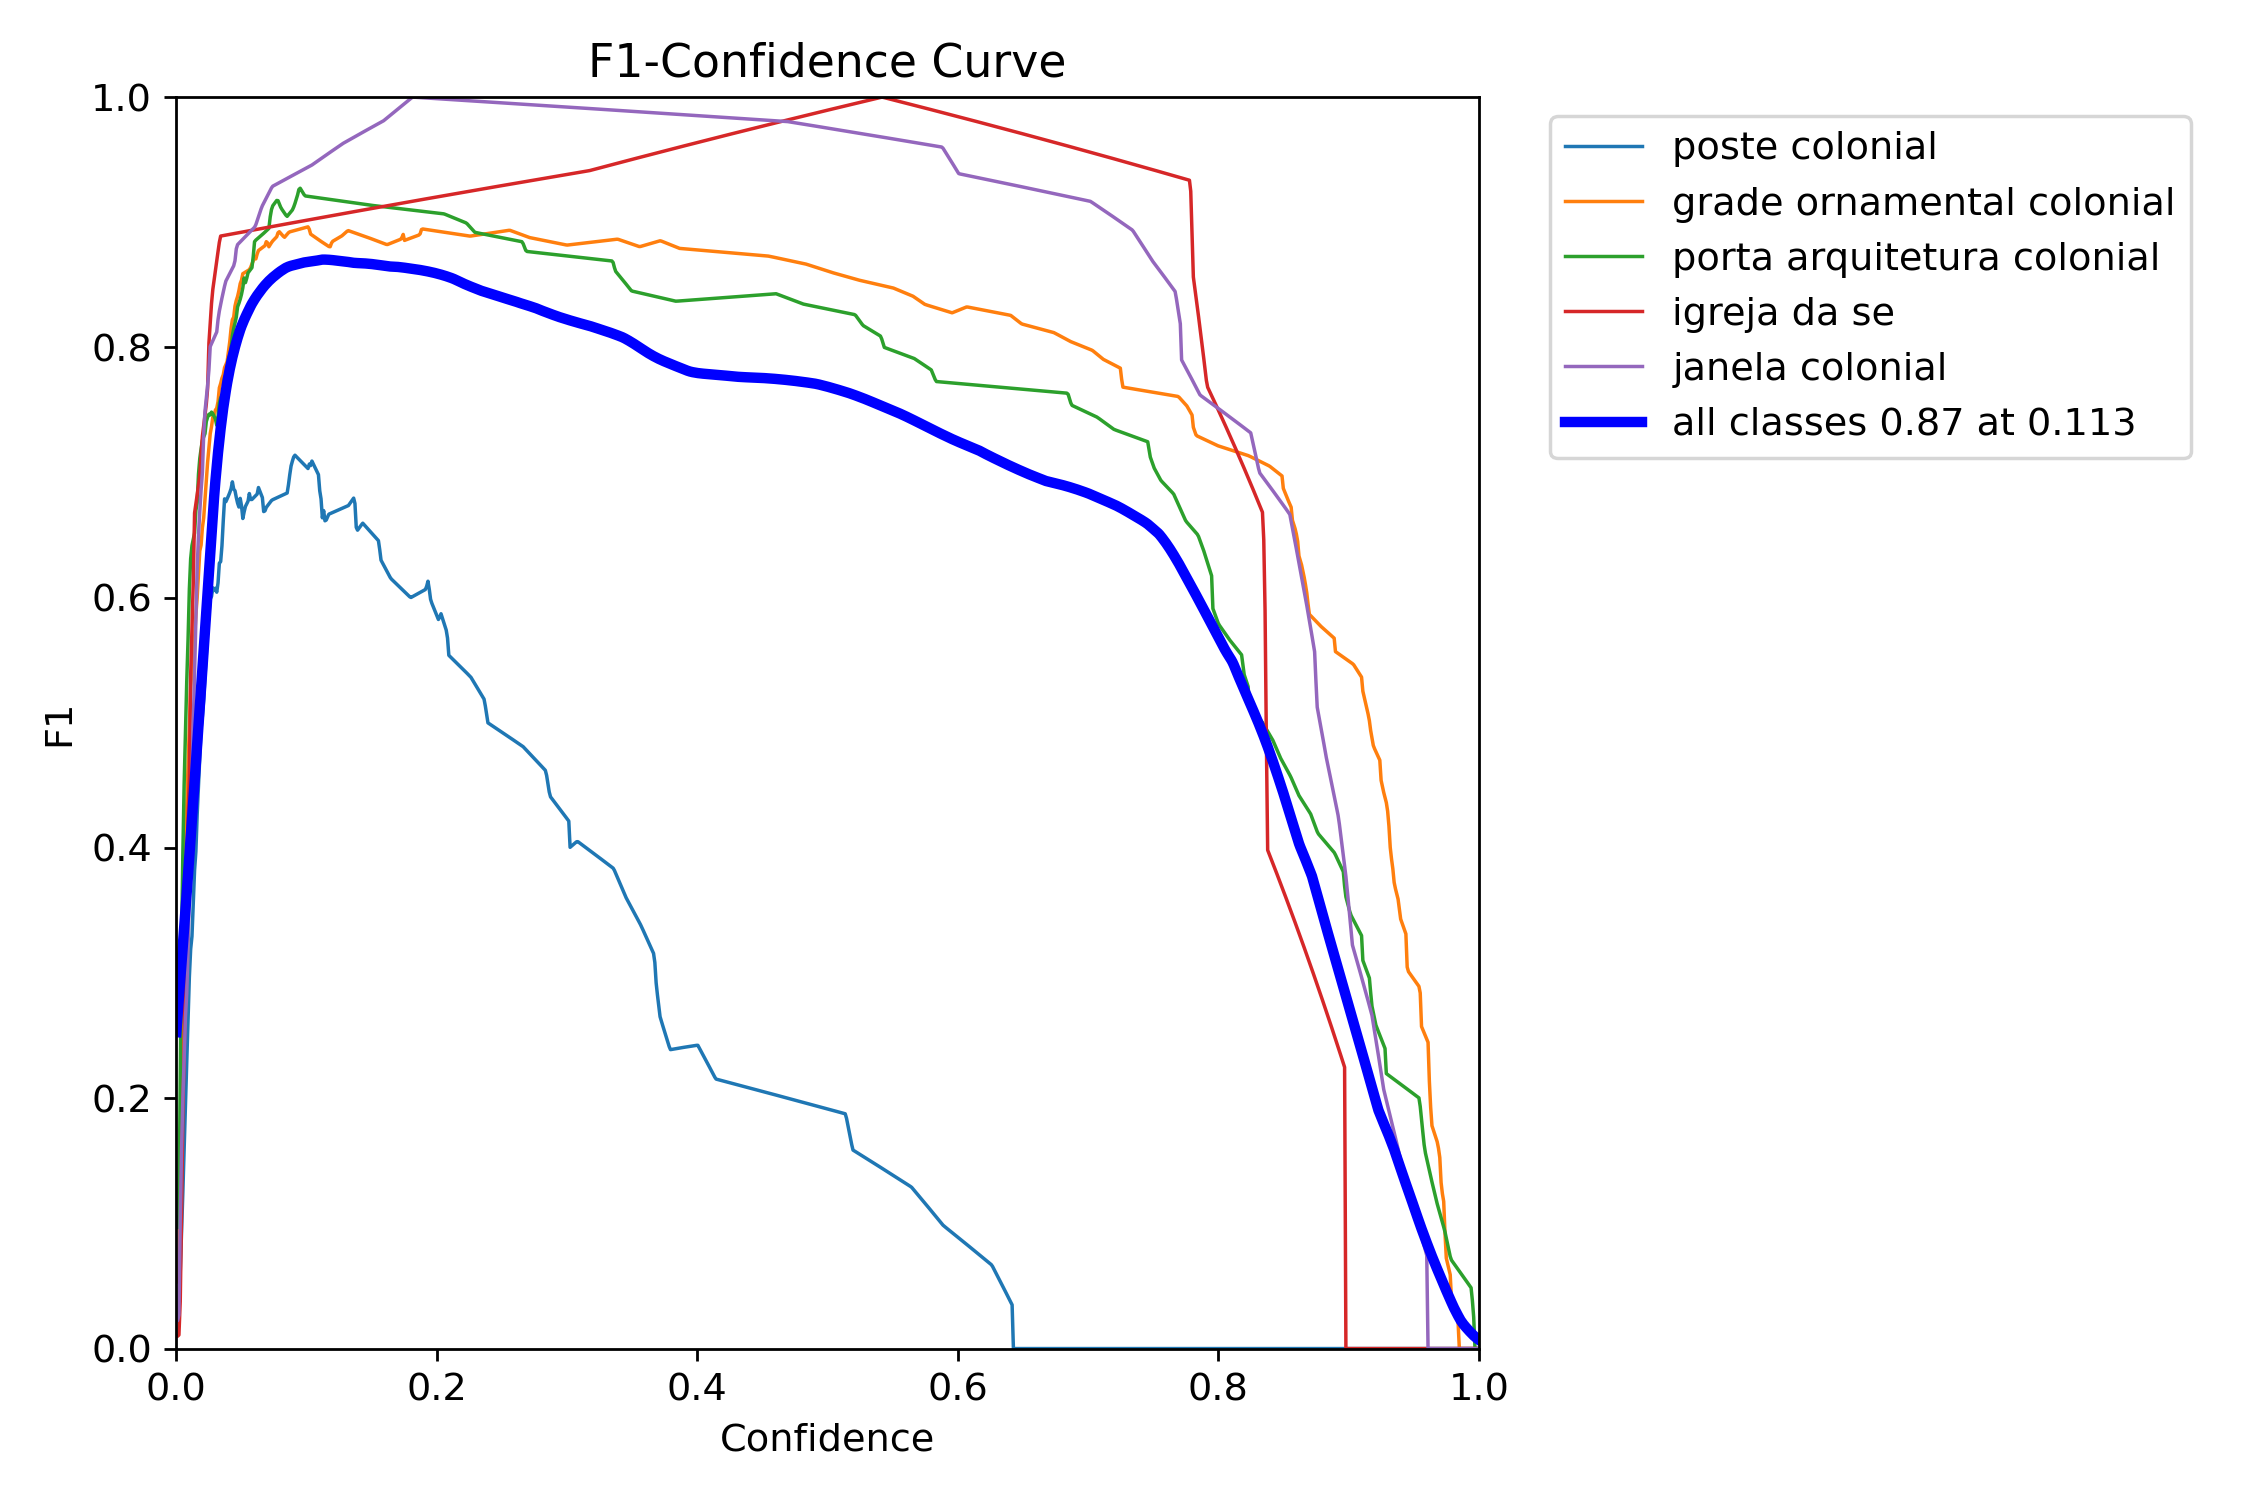 F1-Confidence Curve
1.0
0.8
0.6
0.4
0.2
0.0
F1
0.0 0.2 0.4 0.6 0.8 1.0
Confidence
poste colonial
grade ornamental colonial
porta arquitetura colonial
igreja da se
janela colonial
all classes 0.87 at 0.113